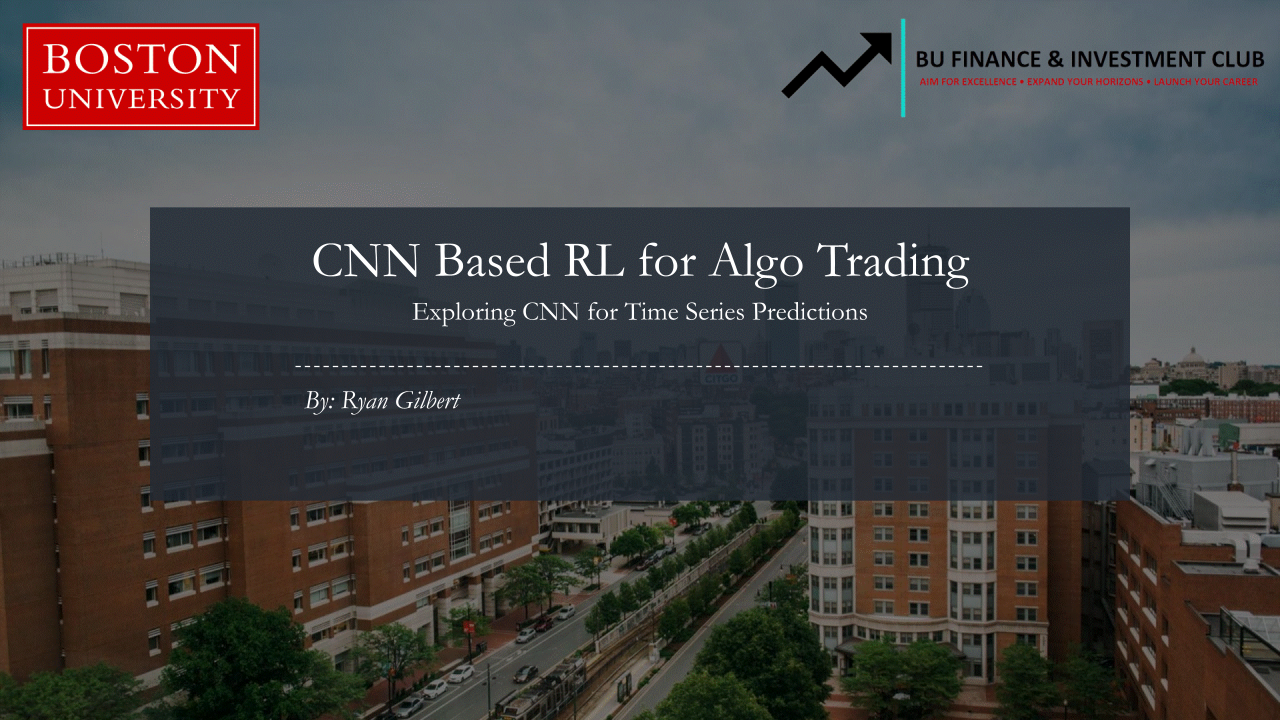 BOSTON
UNIVERSITY
BU FINANCE & INVESTMENT CLUB
AIM FOR EXCELLENCE • EXPAND YOUR HORIZONS • LAUNCH YOUR CAREER
CNN Based RL for Algo Trading
Exploring CNN for Time Series Predictions
CITGO
By: Ryan Gilbert